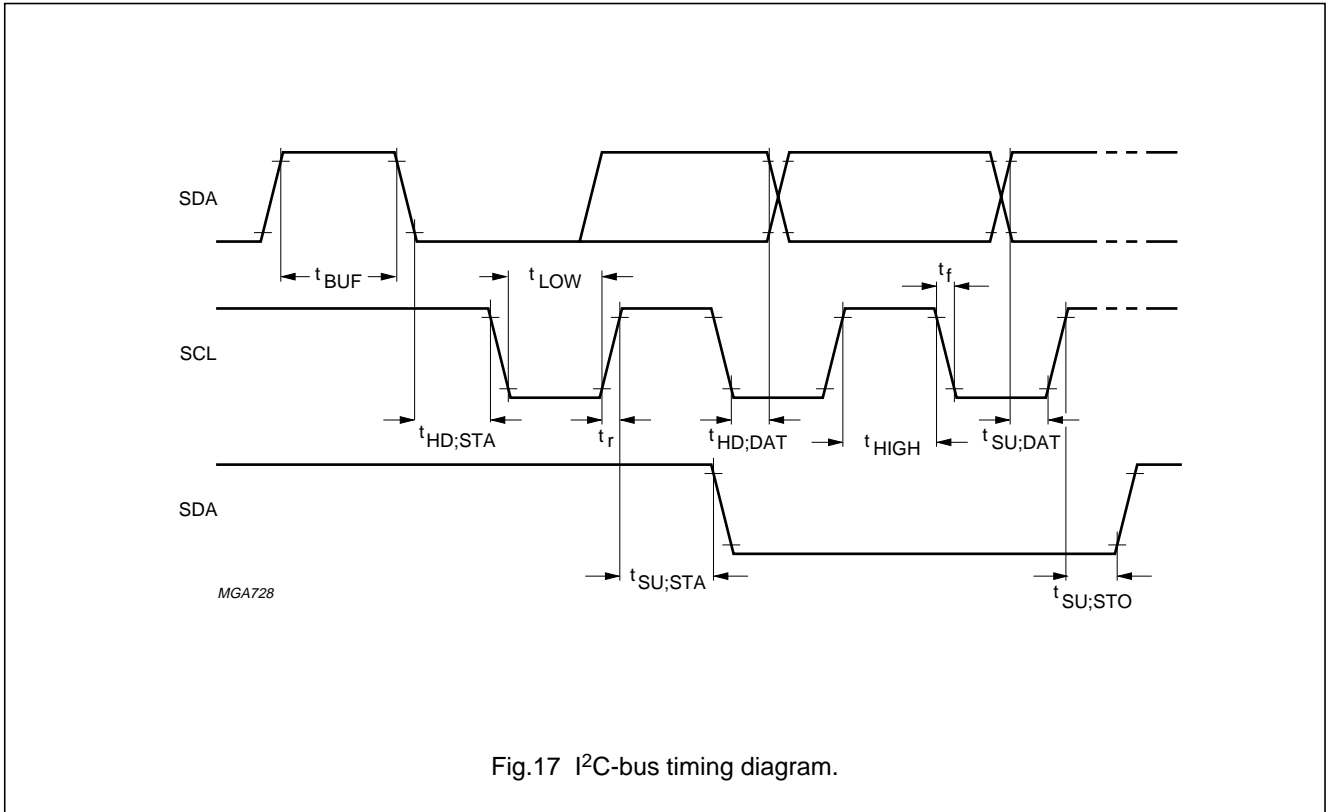 SDA
t BUF
t LOW
t f
SCL
t HD;STA
t r
t HD;DAT
t HIGH
t SU;DAT
SDA
t SU;STA
t SU;STO
MGA728
Fig.17 I²C-bus timing diagram.